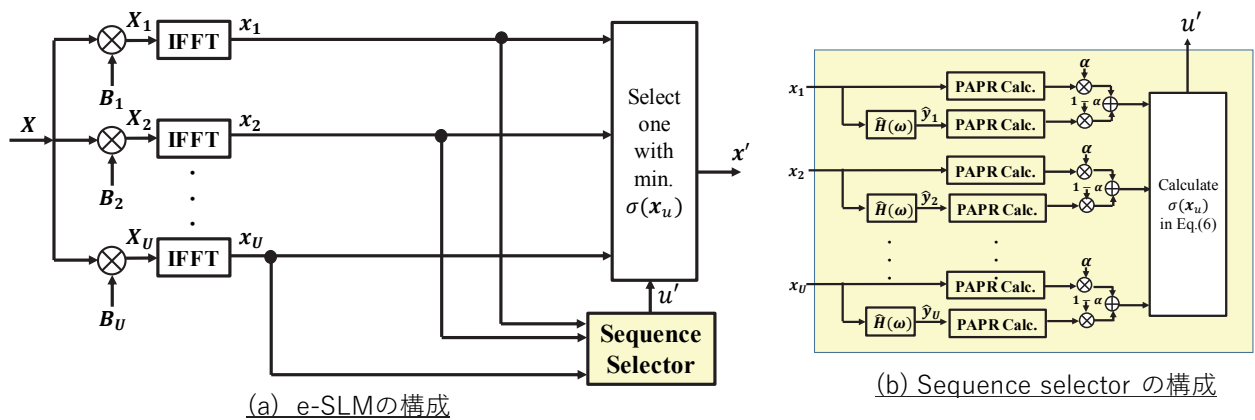 X
X₁
IFFT
x₁
B₁
X₂
IFFT
x₂
B₂
X_U
IFFT
x_U
B_U
Select
one
with
min.
σ(x_u)
x′
u′
Sequence
Selector
(a) e-SLMの構成
u′
x₁
PAPR Calc.
α
Ĥ(ω)
ŷ₁
PAPR Calc.
1 − α
x₂
PAPR Calc.
α
Ĥ(ω)
ŷ₂
PAPR Calc.
1 − α
x_U
PAPR Calc.
α
Ĥ(ω)
ŷ_U
PAPR Calc.
1 − α
Calculate
σ(x_u)
in Eq.(6)
(b) Sequence selector の構成